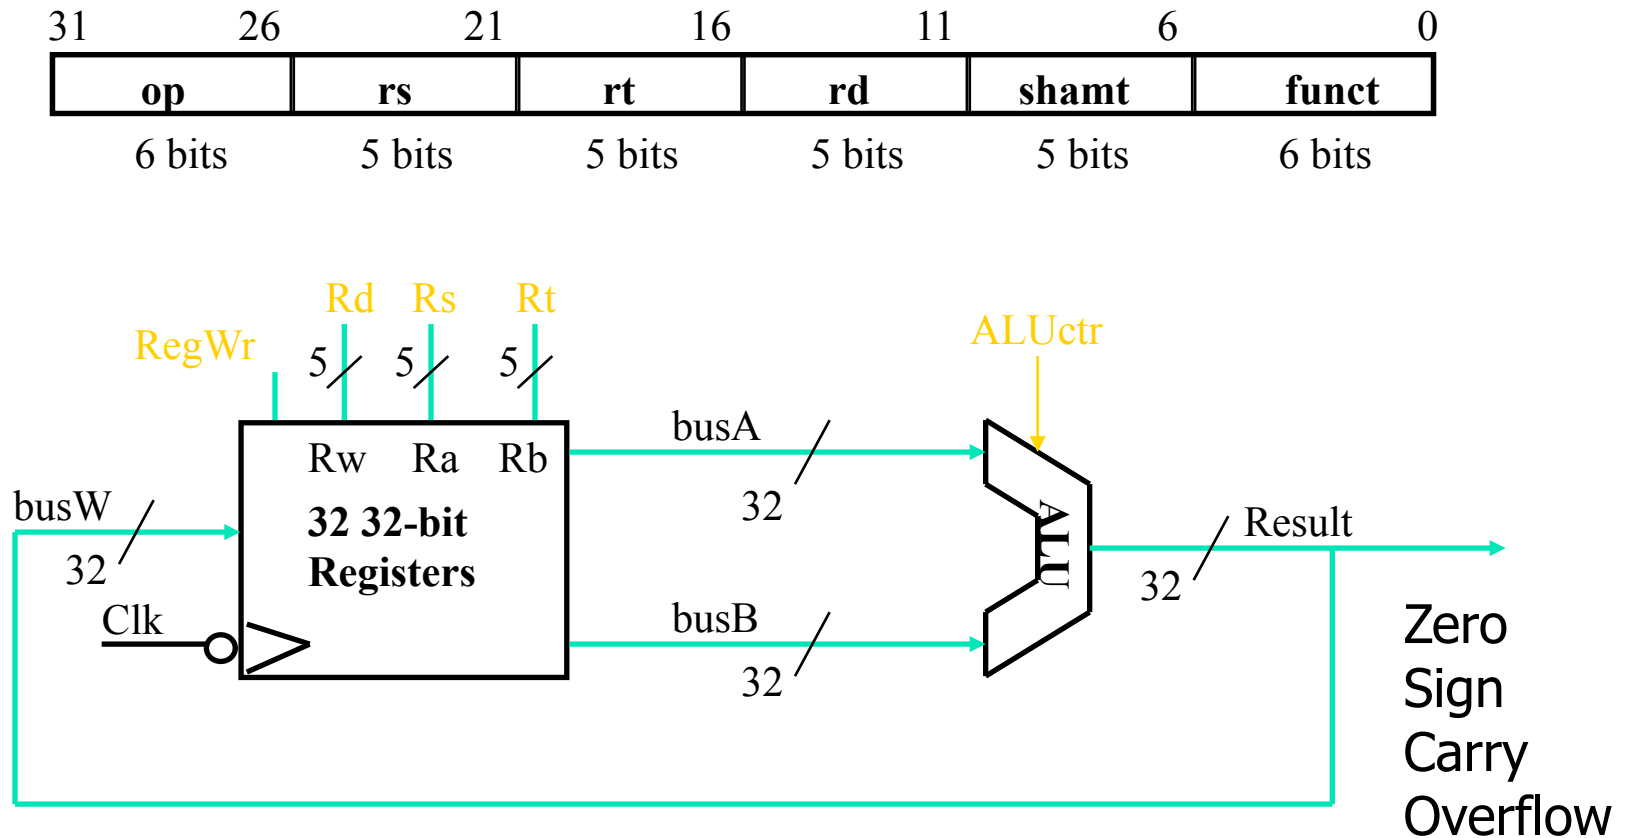 31 26 21 16 11 6 0
op rs rt rd shamt funct
6 bits 5 bits 5 bits 5 bits 5 bits 6 bits
Rd Rs Rt
RegWr ALUctr
5 5 5
busA
Rw Ra Rb
busW 32 32-bit 32 Result
32 Registers ALU 32
Clk busB
32
Zero
Sign
Carry
Overflow